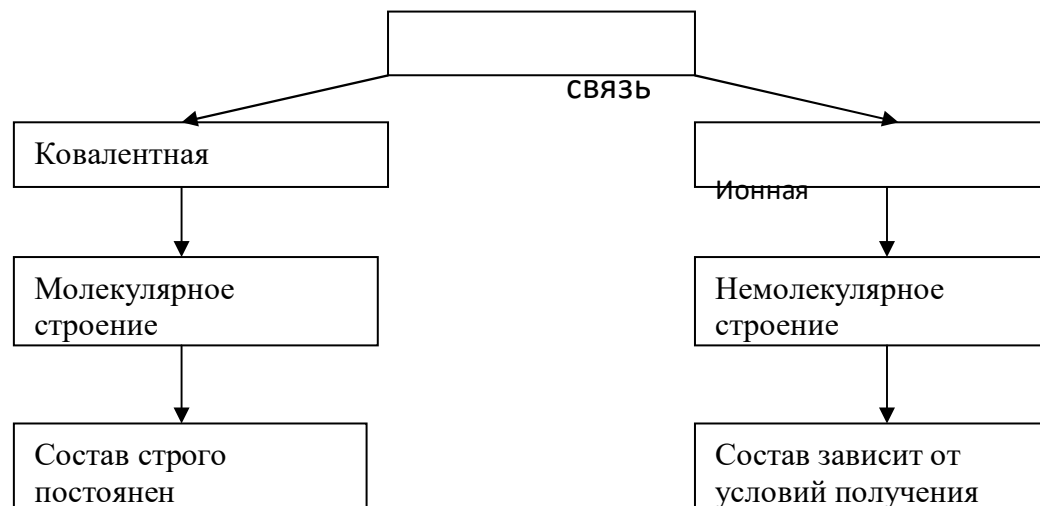 связь
Ковалентная
Ионная
Молекулярное
строение
Немолекулярное
строение
Состав строго
постоянен
Состав зависит от
условий получения